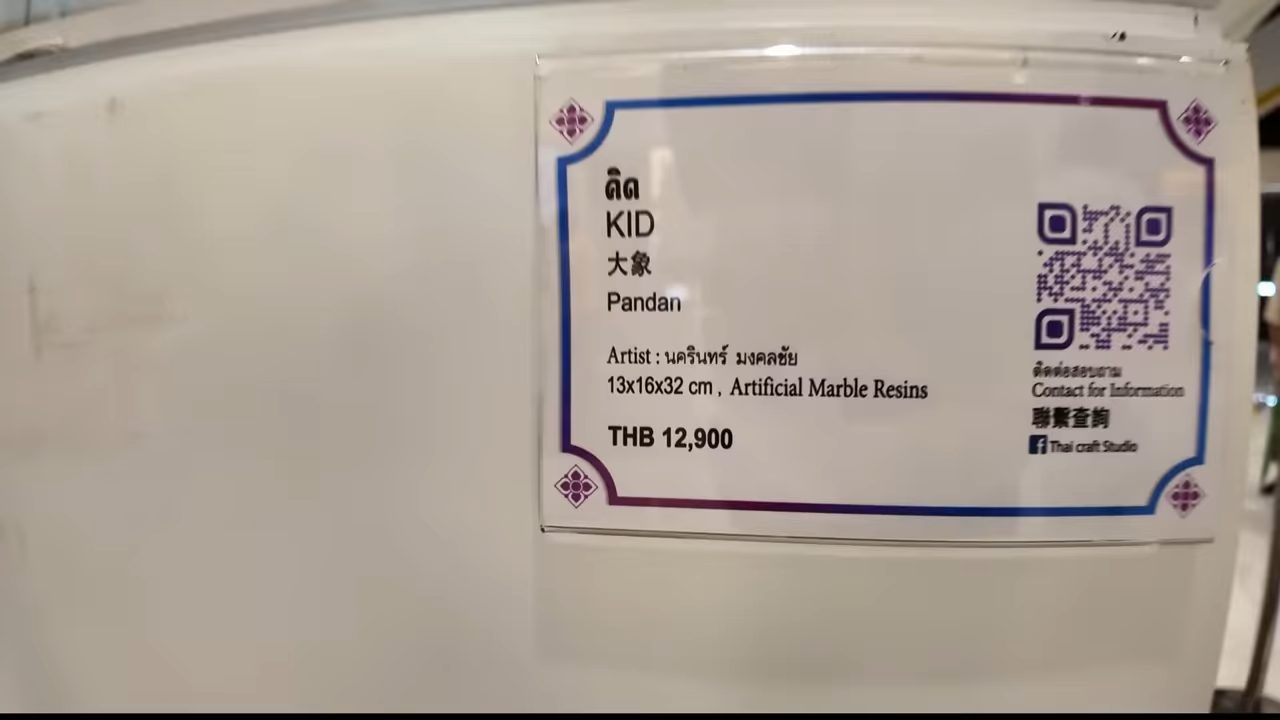 คิด
KID
大象
Pandan
Artist : นครินทร์ มงคลชัย
13x16x32 cm , Artificial Marble Resins
THB 12,900
ติดต่อสอบถาม
Contact for Information
聯繫查詢
Thai craft Studio